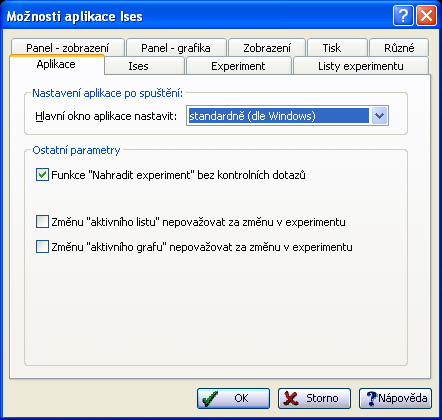 Možnosti aplikace Ises
Panel - zobrazení
Panel - grafika
Zobrazení
Tisk
Různé
Aplikace
Ises
Experiment
Listy experimentu
Nastavení aplikace po spuštění:
Hlavní okno aplikace nastavit:
standardně (dle Windows)
Ostatní parametry
Funkce "Nahradit experiment" bez kontrolních dotazů
Změnu "aktivního listu" nepovažovat za změnu v experimentu
Změnu "aktivního grafu" nepovažovat za změnu v experimentu
OK
Storno
Nápověda